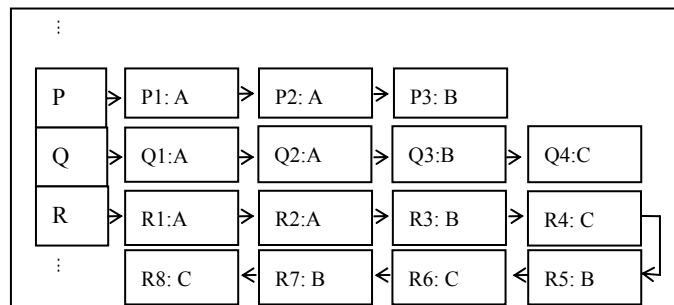 ⋮
P P1: A P2: A P3: B
Q Q1:A Q2:A Q3:B Q4:C
R R1:A R2:A R3: B R4: C
⋮ R8: C R7: B R6: C R5: B